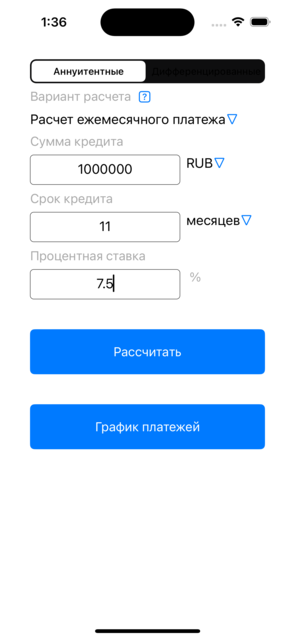 1:36
Аннуитентные Дифференцированные
Вариант расчета ?
Расчет ежемесячного платежа
Сумма кредита
1000000 RUB
Срок кредита
11 месяцев
Процентная ставка
7.5 %
Рассчитать
График платежей